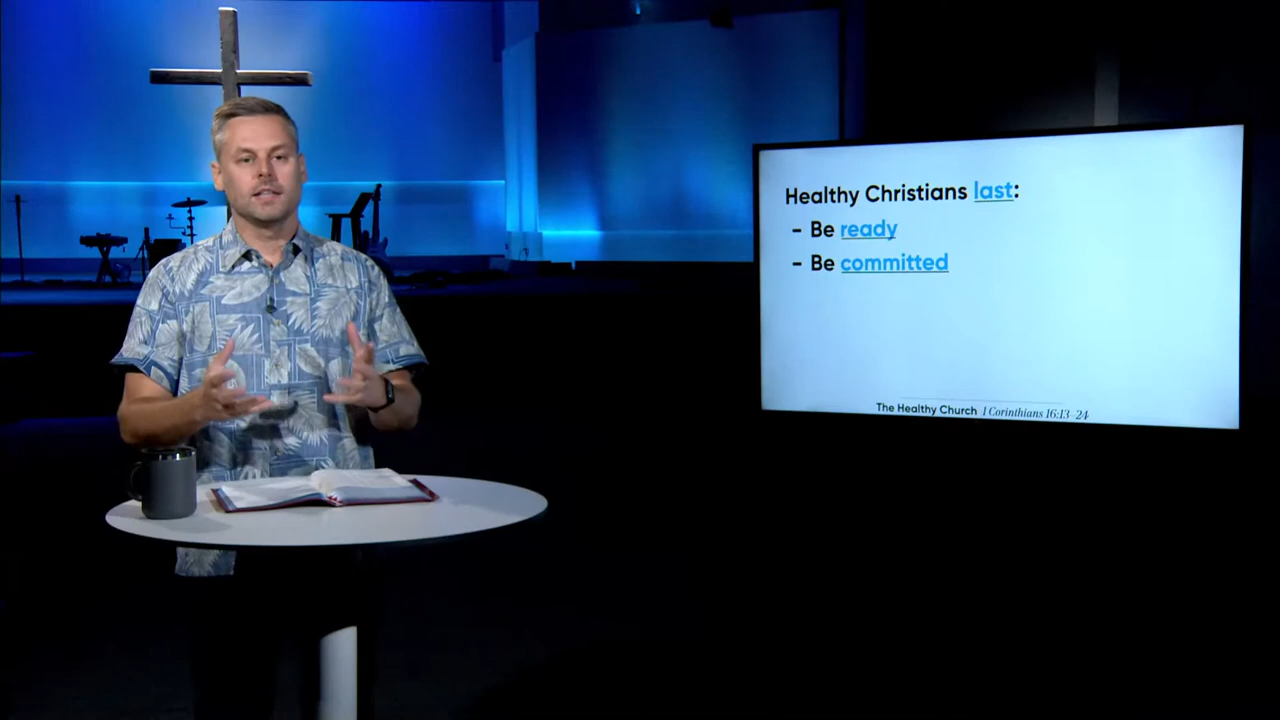 Healthy Christians last:
- Be ready
- Be committed
The Healthy Church 1 Corinthians 16:13-24